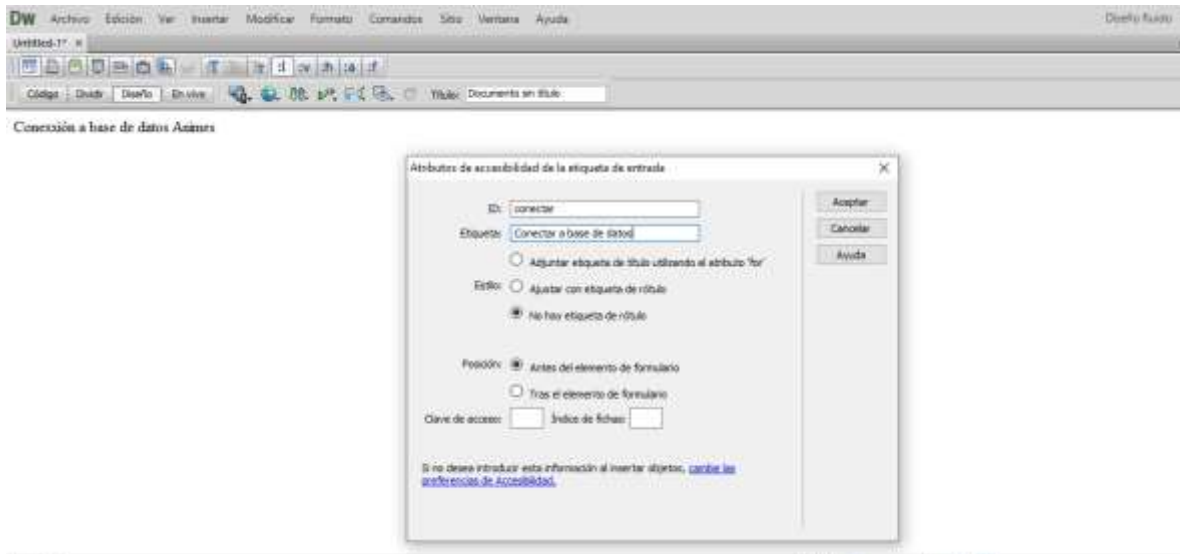 DW Archivo Edición Ver Insertar Modificar Formato Comandos Sitio Ventana Ayuda Diseño fluido
Untitled-1* ×
Código Dividir Diseño En vivo Título: Documento sin título
Conexión a base de datos Animes
Atributos de accesibilidad de la etiqueta de entrada
ID: conectar
Aceptar
Etiqueta: Conectar a base de datos
Cancelar
Adjuntar etiqueta de título utilizando el atributo 'for'
Ayuda
Estilo: Ajustar con etiqueta de rótulo
No hay etiqueta de rótulo
Posición: Antes del elemento de formulario
Tras el elemento de formulario
Clave de acceso: Índice de fichas:
Si no desea introducir esta información al insertar objetos, cambie las
preferencias de Accesibilidad.